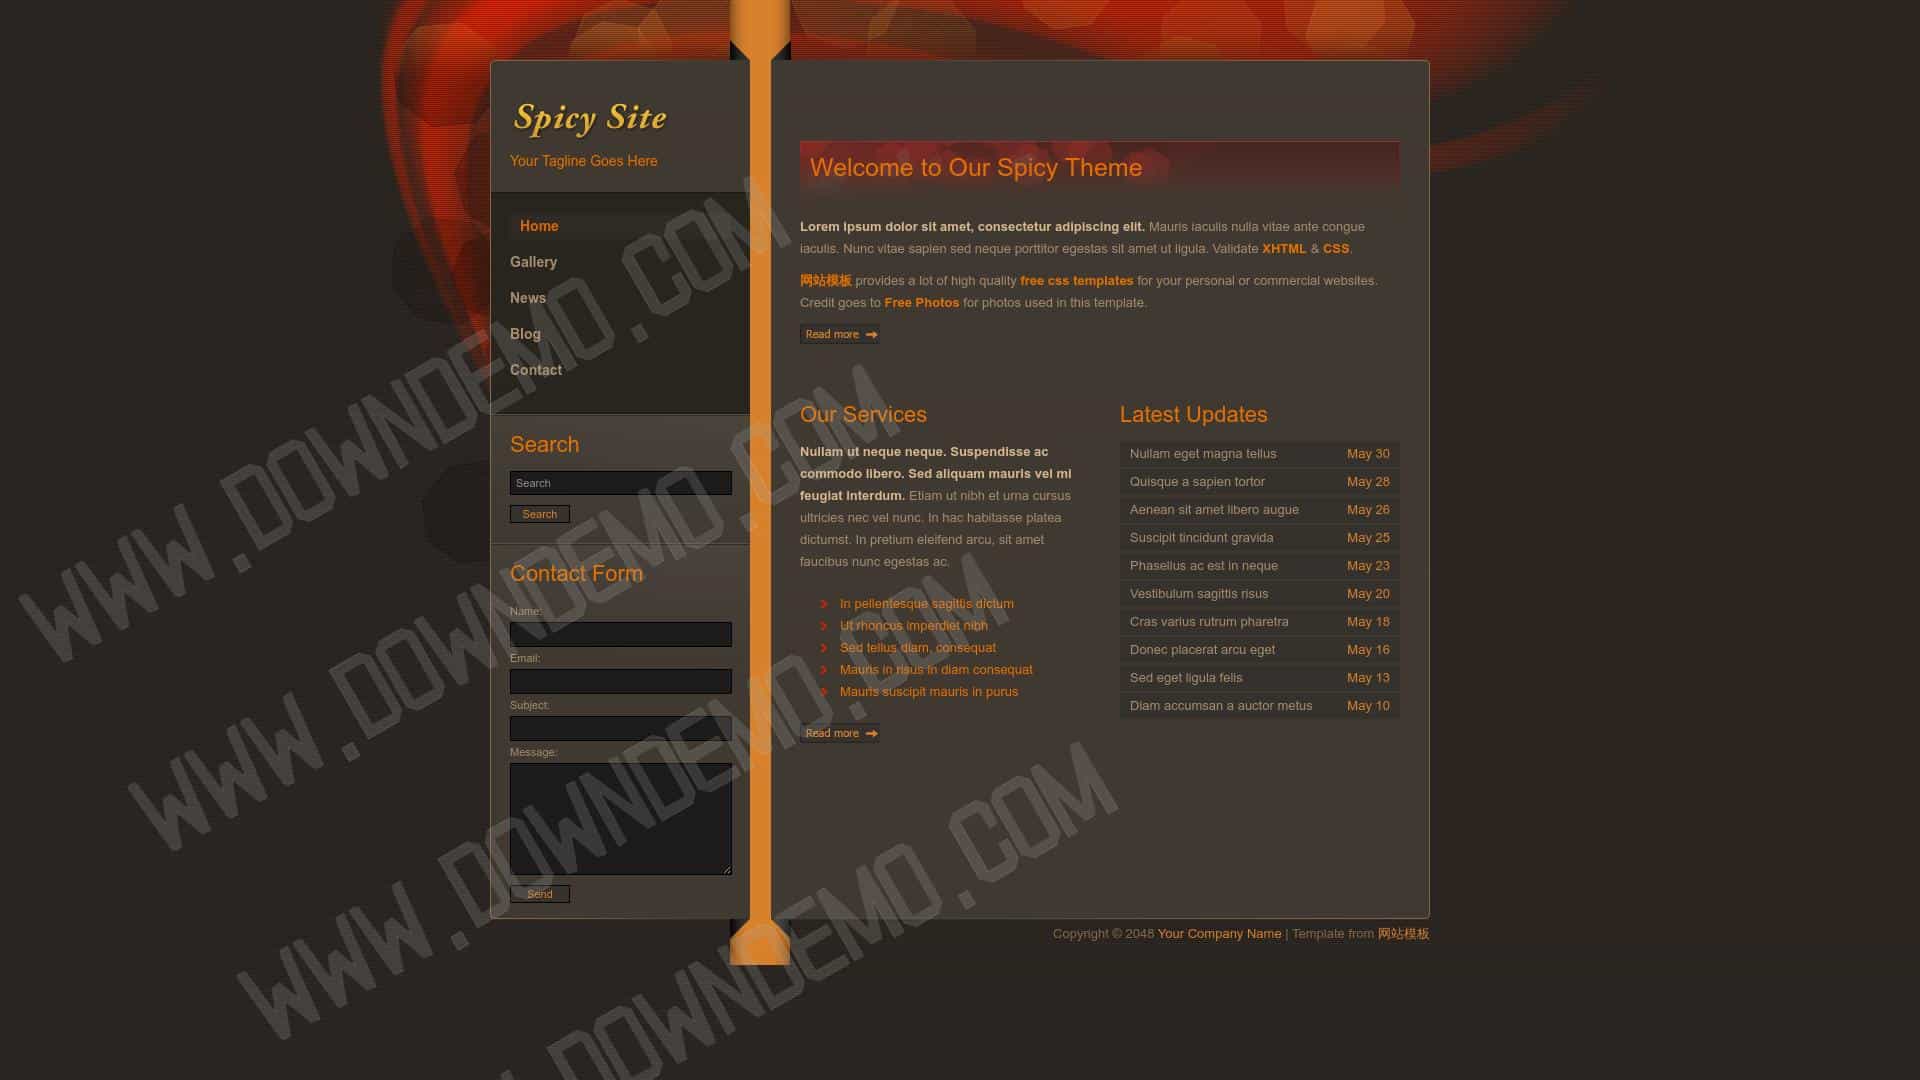 Spicy Site
Your Tagline Goes Here
Home
Gallery
News
Blog
Contact
Search
Search
Search
Contact Form
Name:
Email:
Subject:
Message:
Send
Welcome to Our Spicy Theme
Lorem ipsum dolor sit amet, consectetur adipiscing elit. Mauris iaculis nulla vitae ante congue
iaculis. Nunc vitae sapien sed neque porttitor egestas sit amet ut ligula. Validate XHTML & CSS.
网站模板 provides a lot of high quality free css templates for your personal or commercial websites.
Credit goes to Free Photos for photos used in this template.
Read more
Our Services
Nullam ut neque neque. Suspendisse ac
commodo libero. Sed aliquam mauris vel mi
feugiat interdum. Etiam ut nibh et urna cursus
ultricies nec vel nunc. In hac habitasse platea
dictumst. In pretium eleifend arcu, sit amet
faucibus nunc egestas ac.
In pellentesque sagittis dictum
Ut rhoncus imperdiet nibh
Sed tellus diam, consequat
Mauris in risus in diam consequat
Mauris suscipit mauris in purus
Read more
Latest Updates
Nullam eget magna tellus May 30
Quisque a sapien tortor May 28
Aenean sit amet libero augue May 26
Suscipit tincidunt gravida May 25
Phasellus ac est in neque May 23
Vestibulum sagittis risus May 20
Cras varius rutrum pharetra May 18
Donec placerat arcu eget May 16
Sed eget ligula felis May 13
Diam accumsan a auctor metus May 10
Copyright © 2048 Your Company Name | Template from 网站模板
WWW.DOWNDEMO.COM
WWW.DOWNDEMO.COM
WWW.DOWNDEMO.COM
.DOWNDEMO.COM